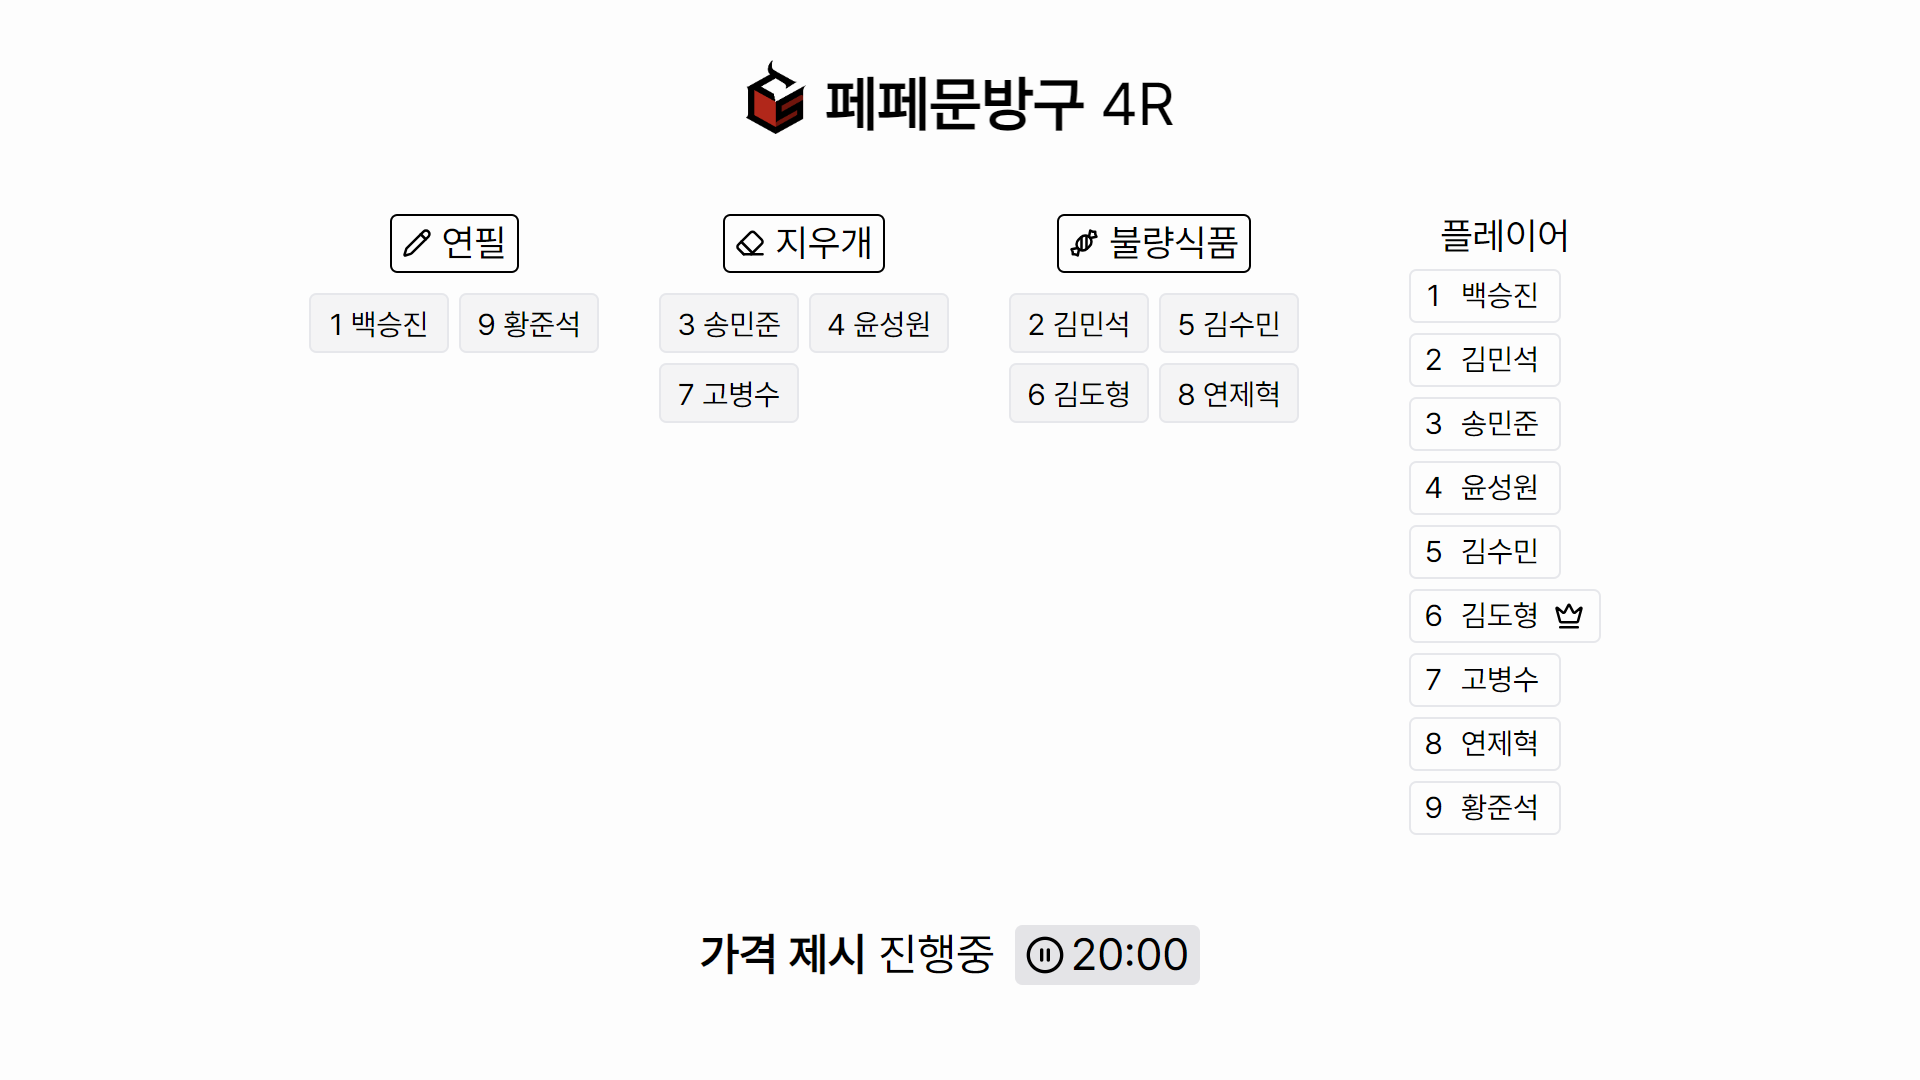 페페문방구 4R
연필
1 백승진
9 황준석
지우개
3 송민준
4 윤성원
7 고병수
불량식품
2 김민석
5 김수민
6 김도형
8 연제혁
플레이어
1 백승진
2 김민석
3 송민준
4 윤성원
5 김수민
6 김도형
7 고병수
8 연제혁
9 황준석
가격 제시 진행중 20:00